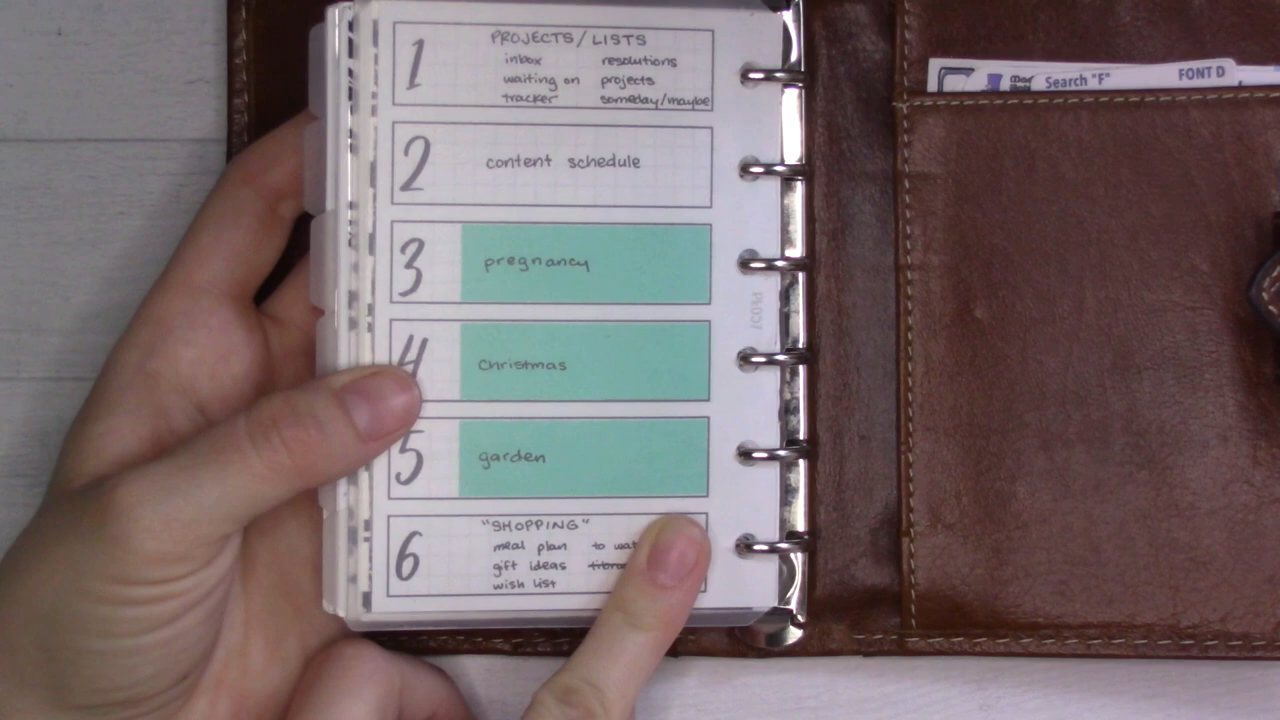 1
PROJECTS/LISTS
inbox resolutions
waiting on projects
tracker someday/maybe
2
content schedule
3
pregnancy
4
Christmas
5
garden
6
"SHOPPING"
meal plan to
gift ideas
wish list
Search "F" FONT D